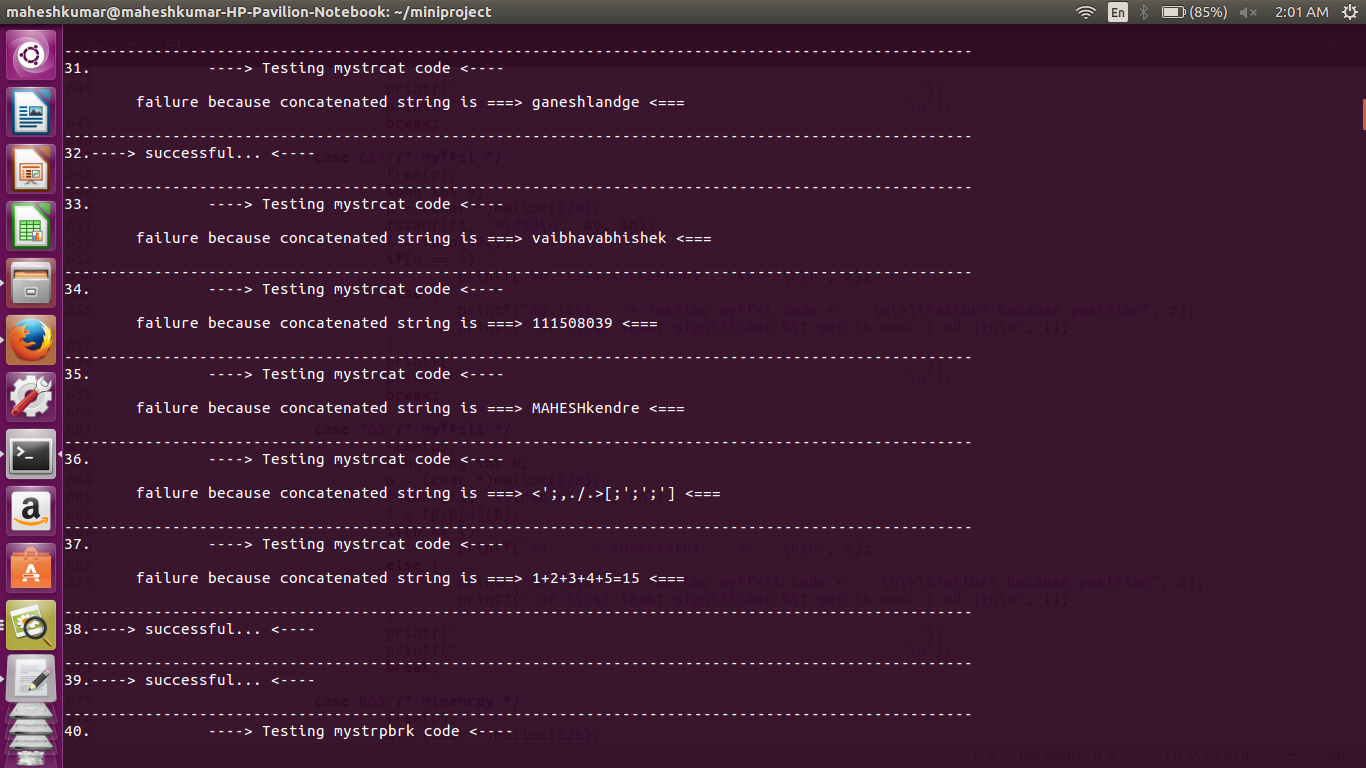 maheshkumar@maheshkumar-HP-Pavilion-Notebook: ~/miniproject En (85%) 2:01 AM
-----------------------------------------------------------------------------------------------------
31. ----> Testing mystrcat code <----
failure because concatenated string is ===> ganeshlandge <===
-----------------------------------------------------------------------------------------------------
32.----> successful... <----
-----------------------------------------------------------------------------------------------------
33. ----> Testing mystrcat code <----
failure because concatenated string is ===> vaibhavabhishek <===
-----------------------------------------------------------------------------------------------------
34. ----> Testing mystrcat code <----
failure because concatenated string is ===> 111508039 <===
-----------------------------------------------------------------------------------------------------
35. ----> Testing mystrcat code <----
failure because concatenated string is ===> MAHESHkendre <===
-----------------------------------------------------------------------------------------------------
36. ----> Testing mystrcat code <----
failure because concatenated string is ===> <';,./.>[;';';'] <===
-----------------------------------------------------------------------------------------------------
37. ----> Testing mystrcat code <----
failure because concatenated string is ===> 1+2+3+4+5=15 <===
-----------------------------------------------------------------------------------------------------
38.----> successful... <----
-----------------------------------------------------------------------------------------------------
39.----> successful... <----
-----------------------------------------------------------------------------------------------------
40. ----> Testing mystrpbrk code <----